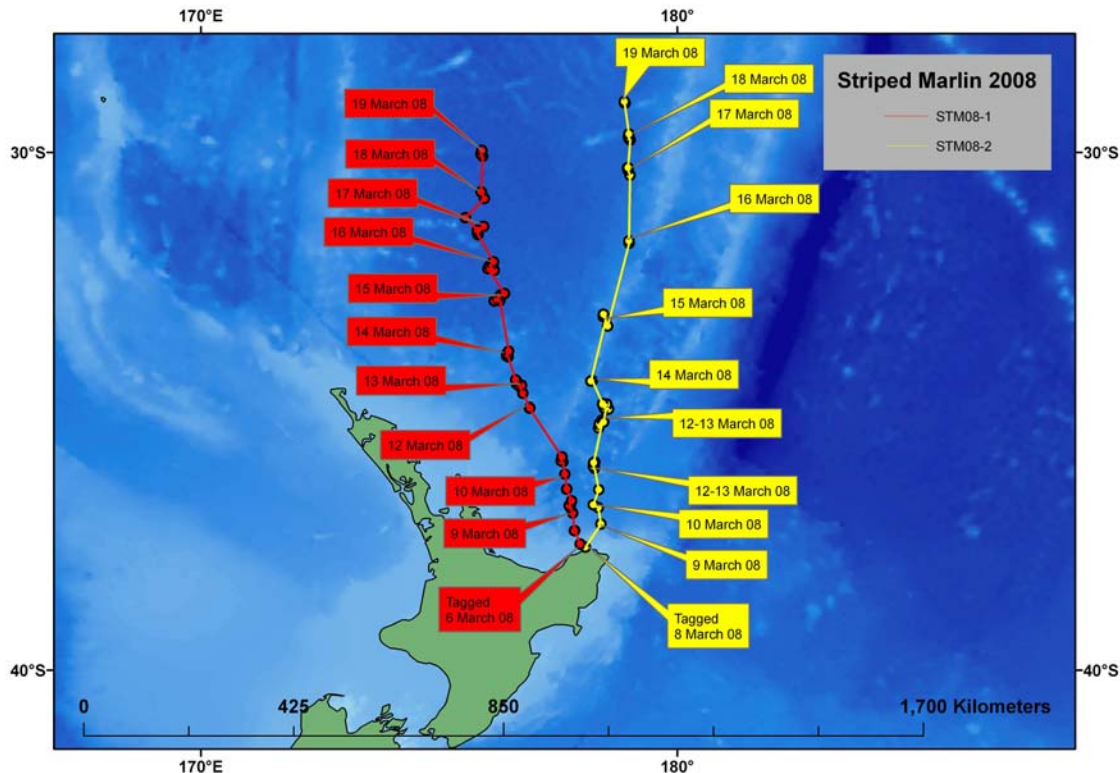 170°E
180°
19 March 08
18 March 08
17 March 08
16 March 08
15 March 08
14 March 08
13 March 08
12 March 08
10 March 08
9 March 08
Tagged
6 March 08
19 March 08
18 March 08
17 March 08
16 March 08
15 March 08
14 March 08
12-13 March 08
12-13 March 08
10 March 08
9 March 08
Tagged
8 March 08
Striped Marlin 2008
STM08-1
STM08-2
30°S
30°S
40°S
40°S
0
425
850
1,700 Kilometers
170°E
180°